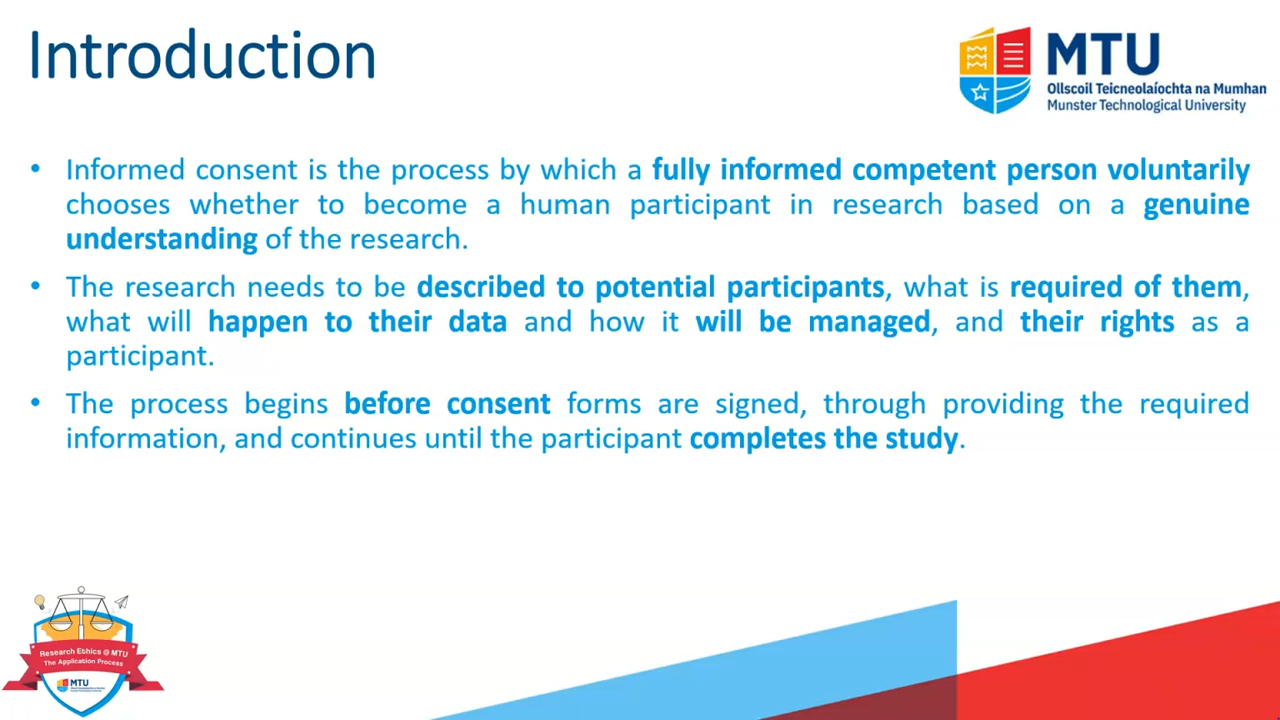 Introduction
MTU
Ollscoil Teicneolaíochta na Mumhan
Munster Technological University
• Informed consent is the process by which a fully informed competent person voluntarily
chooses whether to become a human participant in research based on a genuine
understanding of the research.
• The research needs to be described to potential participants, what is required of them,
what will happen to their data and how it will be managed, and their rights as a
participant.
• The process begins before consent forms are signed, through providing the required
information, and continues until the participant completes the study.
Research Ethics @ MTU
The Application Process
MTU